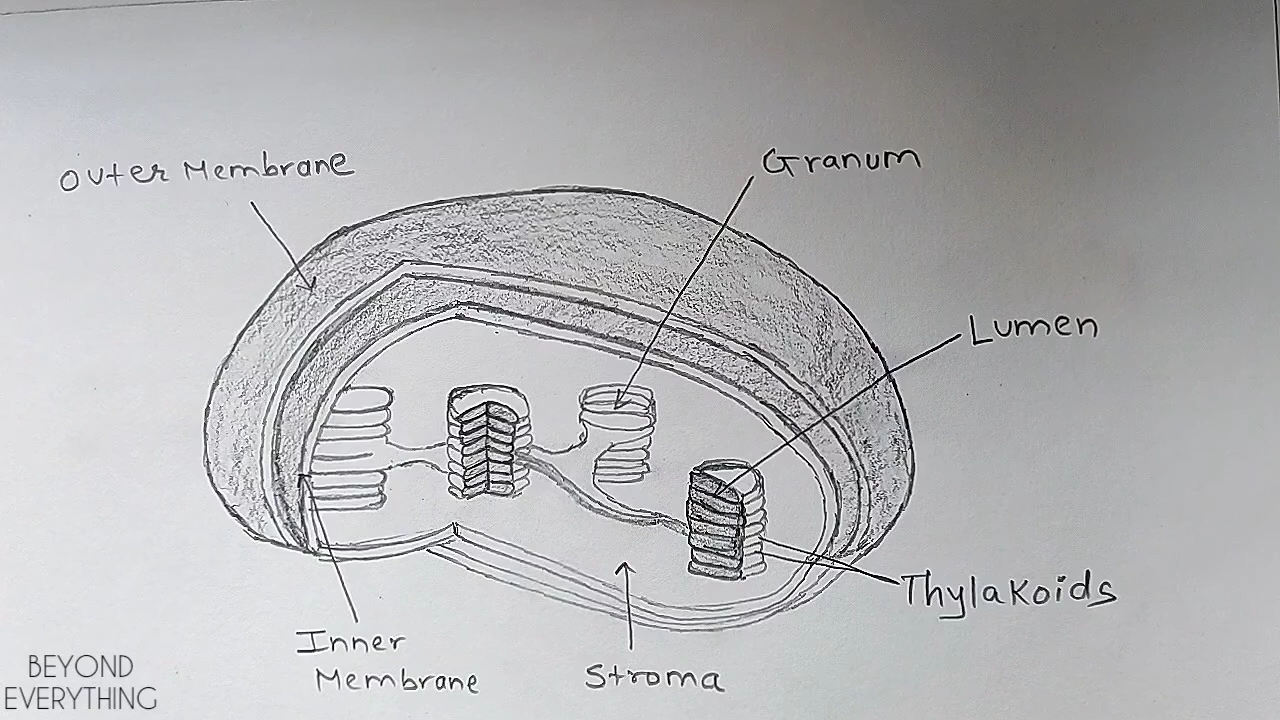 Outer Membrane
Granum
Lumen
Thylakoids
Inner
Membrane
Stroma
BEYOND
EVERYTHING